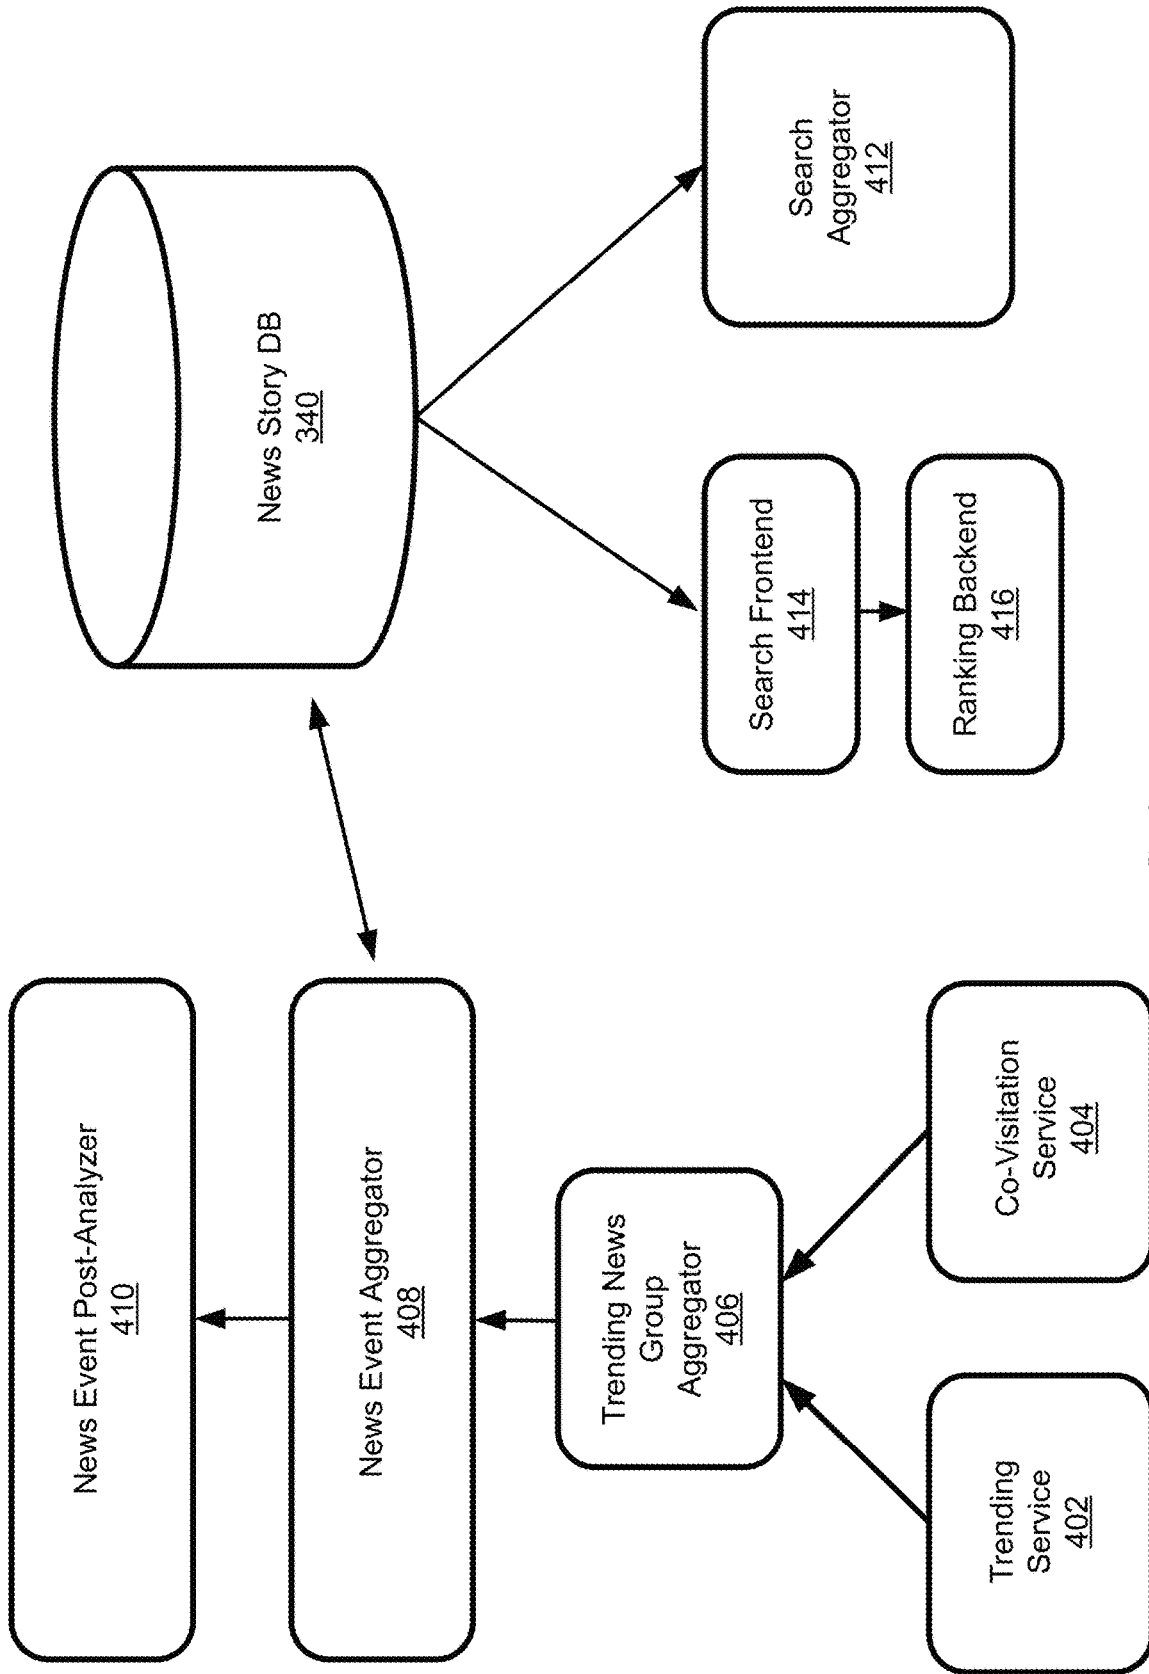 News Event Post-Analyzer
410
News Event Aggregator
408
Trending News
Group
Aggregator
406
Trending
Service
402
Co-Visitation
Service
404
News Story DB
340
Search Frontend
414
Ranking Backend
416
Search
Aggregator
412